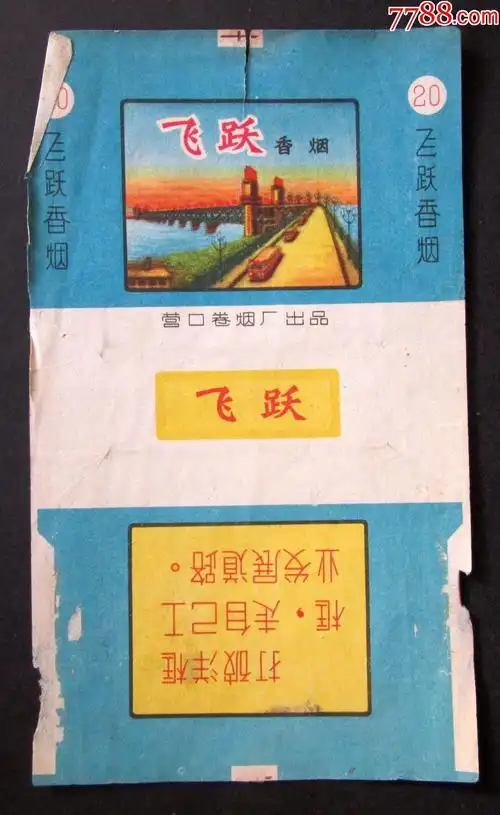 飞跃香烟
20
飞跃香烟
0
飞跃香烟
营口卷烟厂出品
飞跃
打破洋框
框，走自己工
业发展道路。
7788.com